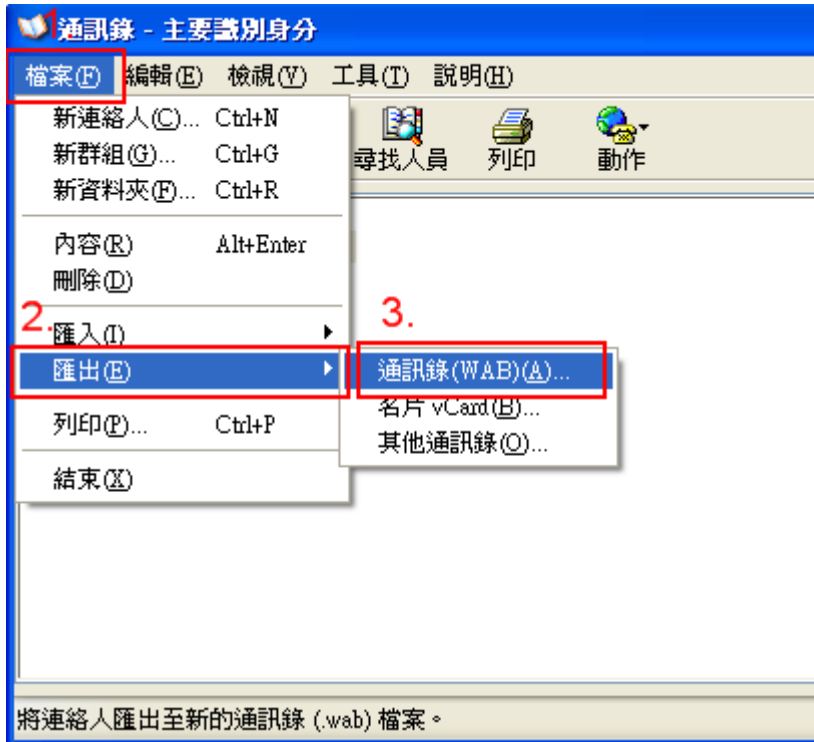 1.
通訊錄 - 主要識別身分
檔案(F) 編輯(E) 檢視(V) 工具(T) 說明(H)
新連絡人(C)... Ctrl+N
新群組(G)... Ctrl+G
新資料夾(F)... Ctrl+R
尋找人員 列印 動作
內容(R) Alt+Enter
刪除(D)
2.
匯入(I)
匯出(E)
3.
通訊錄(WAB)(A)...
名片 vCard(B)...
其他通訊錄(O)...
列印(P)... Ctrl+P
結束(X)
將連絡人匯出至新的通訊錄 (.wab) 檔案。